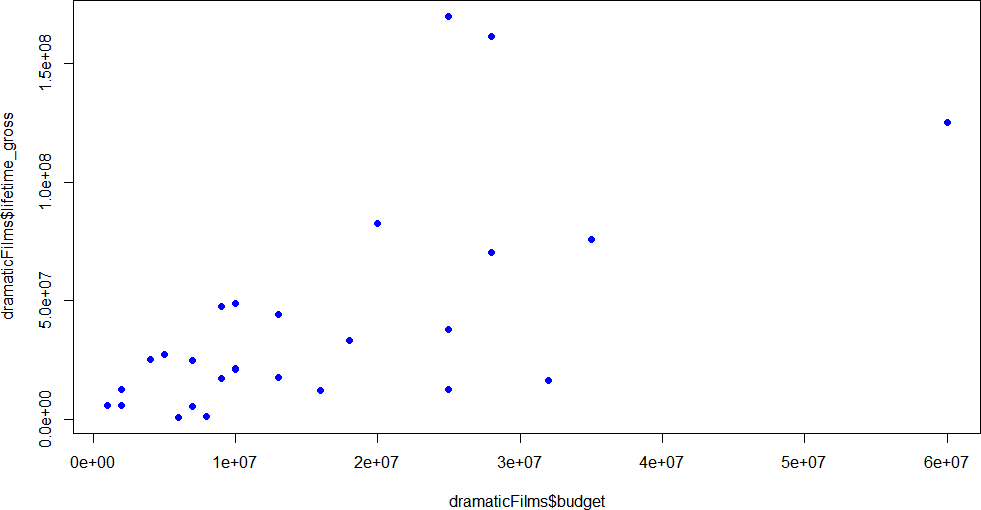 dramaticFilms$lifetime_gross
1.5e+08
1.0e+08
5.0e+07
0.0e+00
0e+00 1e+07 2e+07 3e+07 4e+07 5e+07 6e+07
dramaticFilms$budget